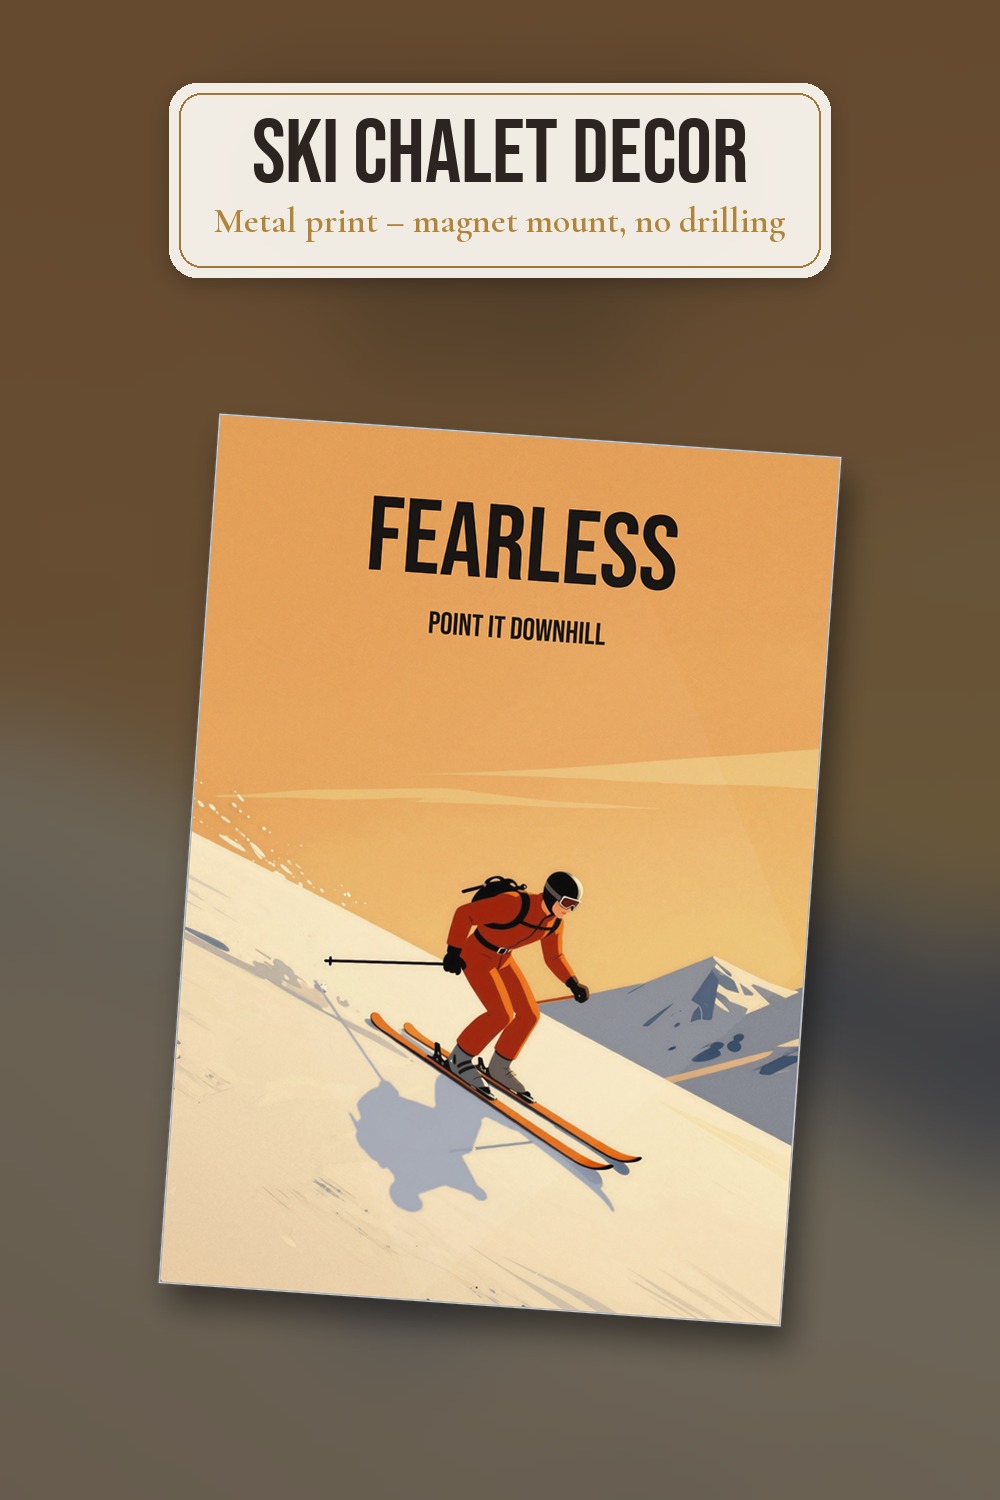 SKI CHALET DECOR
Metal print – magnet mount, no drilling
FEARLESS
POINT IT DOWNHILL